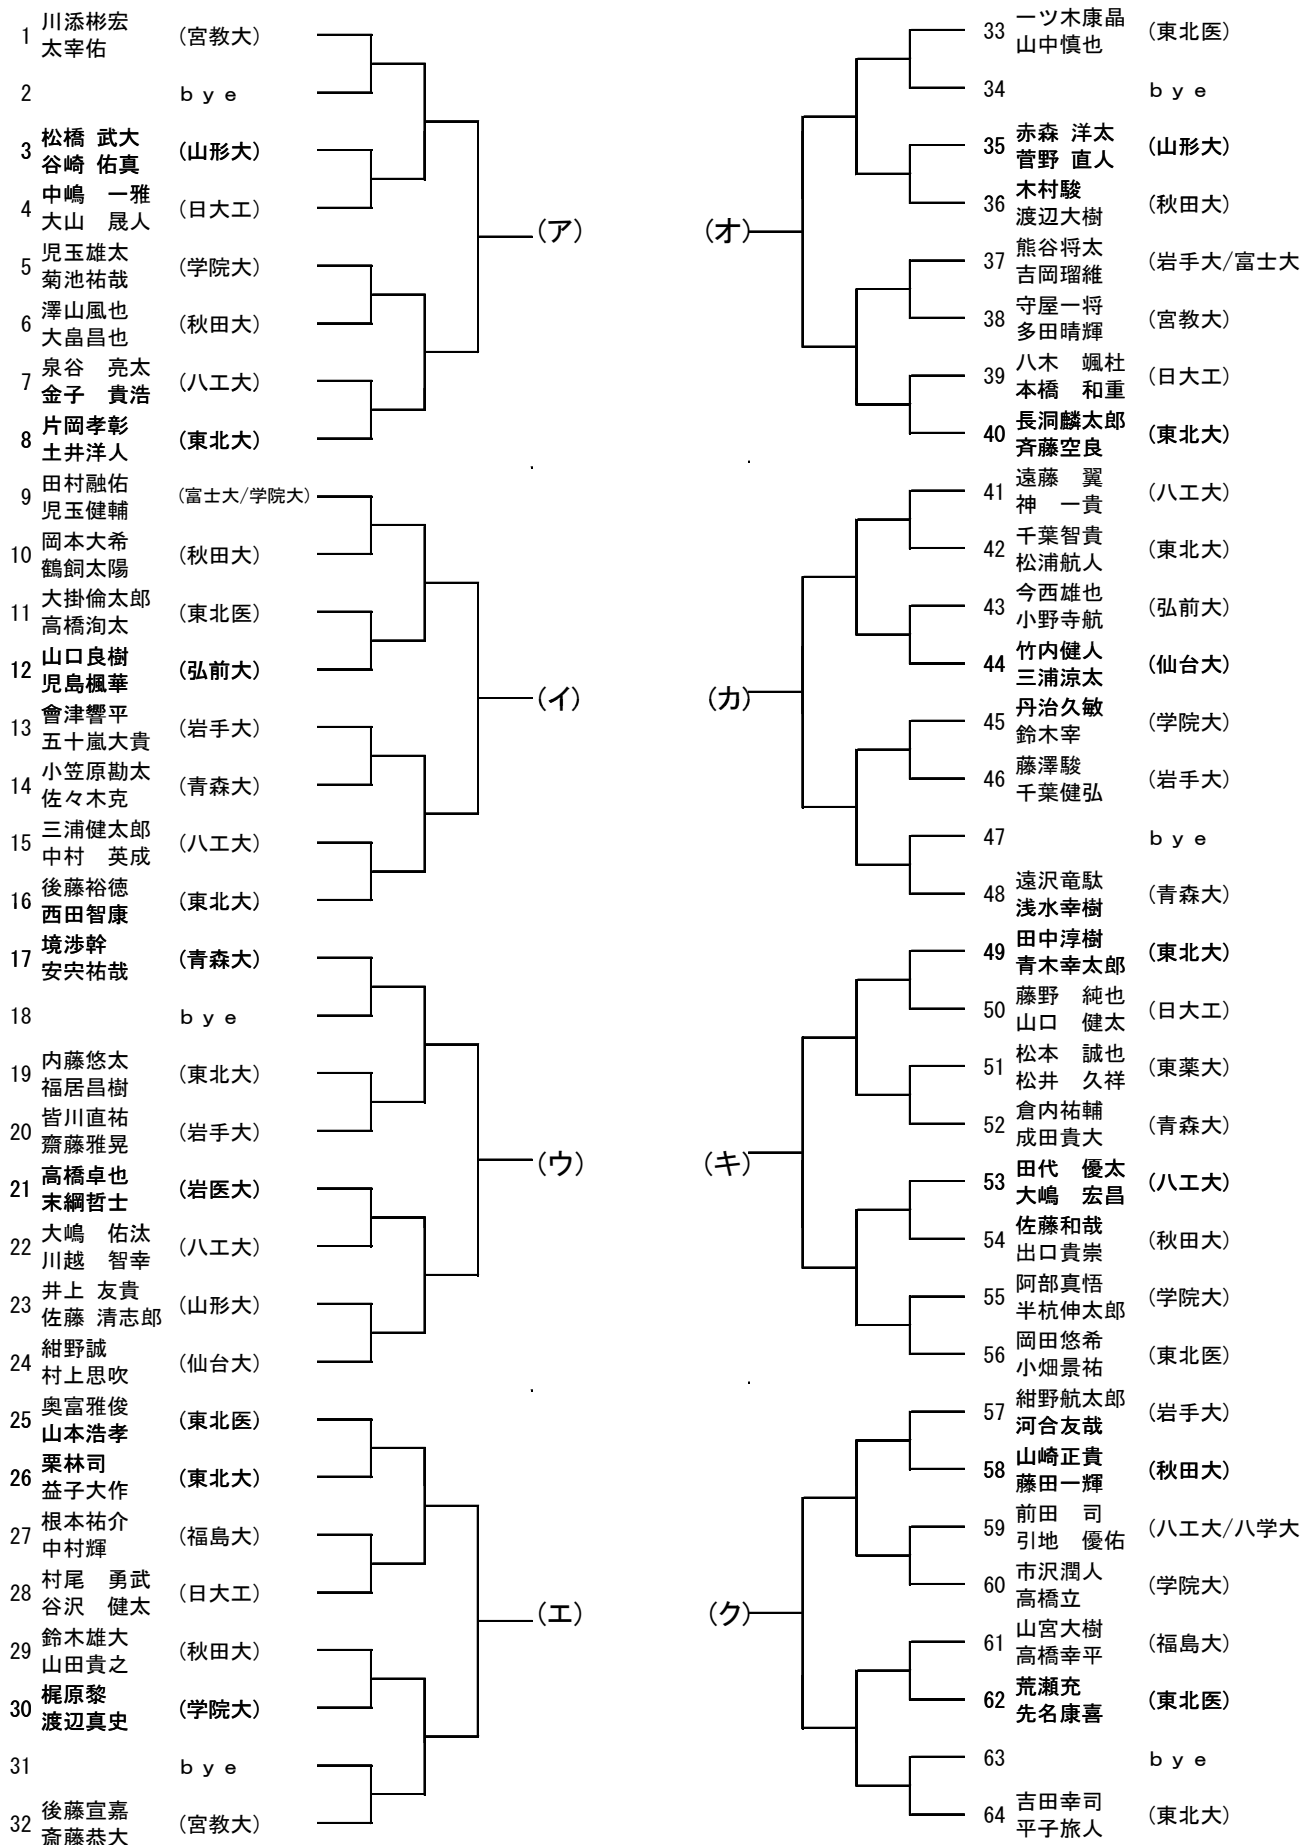 1 川添彬宏 (宮教大)
太宰佑
2 ｂｙｅ
3 松橋 武大 (山形大)
谷崎 佑真
4 中嶋　一雅 (日大工)
大山　晟人
5 児玉雄太 (学院大)
菊池祐哉
6 澤山風也 (秋田大)
大畠昌也
7 泉谷　亮太 (八工大)
金子　貴浩
8 片岡孝彰 (東北大)
土井洋人
(ア)
9 田村融佑 (富士大/学院大)
児玉健輔
10 岡本大希 (秋田大)
鶴飼太陽
11 大掛倫太郎 (東北医)
高橋洵太
12 山口良樹 (弘前大)
児島楓華
13 會津響平 (岩手大)
五十嵐大貴
14 小笠原勘太 (青森大)
佐々木克
15 三浦健太郎 (八工大)
中村　英成
16 後藤裕徳 (東北大)
西田智康
(イ)
17 境渉幹 (青森大)
安宍祐哉
18 ｂｙｅ
19 内藤悠太 (東北大)
福居昌樹
20 皆川直祐 (岩手大)
齋藤雅晃
21 高橋卓也 (岩医大)
末綱哲士
22 大嶋　佑汰 (八工大)
川越　智幸
23 井上 友貴 (山形大)
佐藤 清志郎
24 紺野誠 (仙台大)
村上思吹
(ウ)
25 奥富雅俊 (東北医)
山本浩孝
26 栗林司 (東北大)
益子大作
27 根本祐介 (福島大)
中村輝
28 村尾　勇武 (日大工)
谷沢　健太
29 鈴木雄大 (秋田大)
山田貴之
30 梶原黎 (学院大)
渡辺真史
31 ｂｙｅ
32 後藤宣嘉 (宮教大)
斎藤恭大
(エ)
33 一ツ木康晶 (東北医)
山中慎也
34 ｂｙｅ
35 赤森 洋太 (山形大)
菅野 直人
36 木村駿 (秋田大)
渡辺大樹
37 熊谷将太 (岩手大/富士大
吉岡瑠維
38 守屋一将 (宮教大)
多田晴輝
39 八木　颯杜 (日大工)
本橋　和重
40 長洞麟太郎 (東北大)
斉藤空良
(オ)
41 遠藤　翼 (八工大)
神　一貴
42 千葉智貴 (東北大)
松浦航人
43 今西雄也 (弘前大)
小野寺航
44 竹内健人 (仙台大)
三浦涼太
45 丹治久敏 (学院大)
鈴木宰
46 藤澤駿 (岩手大)
千葉健弘
47 ｂｙｅ
48 遠沢竜駄 (青森大)
浅水幸樹
(カ)
49 田中淳樹 (東北大)
青木幸太郎
50 藤野　純也 (日大工)
山口　健太
51 松本　誠也 (東薬大)
松井　久祥
52 倉内祐輔 (青森大)
成田貴大
53 田代　優太 (八工大)
大嶋　宏昌
54 佐藤和哉 (秋田大)
出口貴崇
55 阿部真悟 (学院大)
半杭伸太郎
56 岡田悠希 (東北医)
小畑景祐
(キ)
57 紺野航太郎 (岩手大)
河合友哉
58 山崎正貴 (秋田大)
藤田一輝
59 前田　司 (八工大/八学大
引地　優佑
60 市沢潤人 (学院大)
高橋立
61 山宮大樹 (福島大)
高橋幸平
62 荒瀬充 (東北医)
先名康喜
63 ｂｙｅ
64 吉田幸司 (東北大)
平子旅人
(ク)